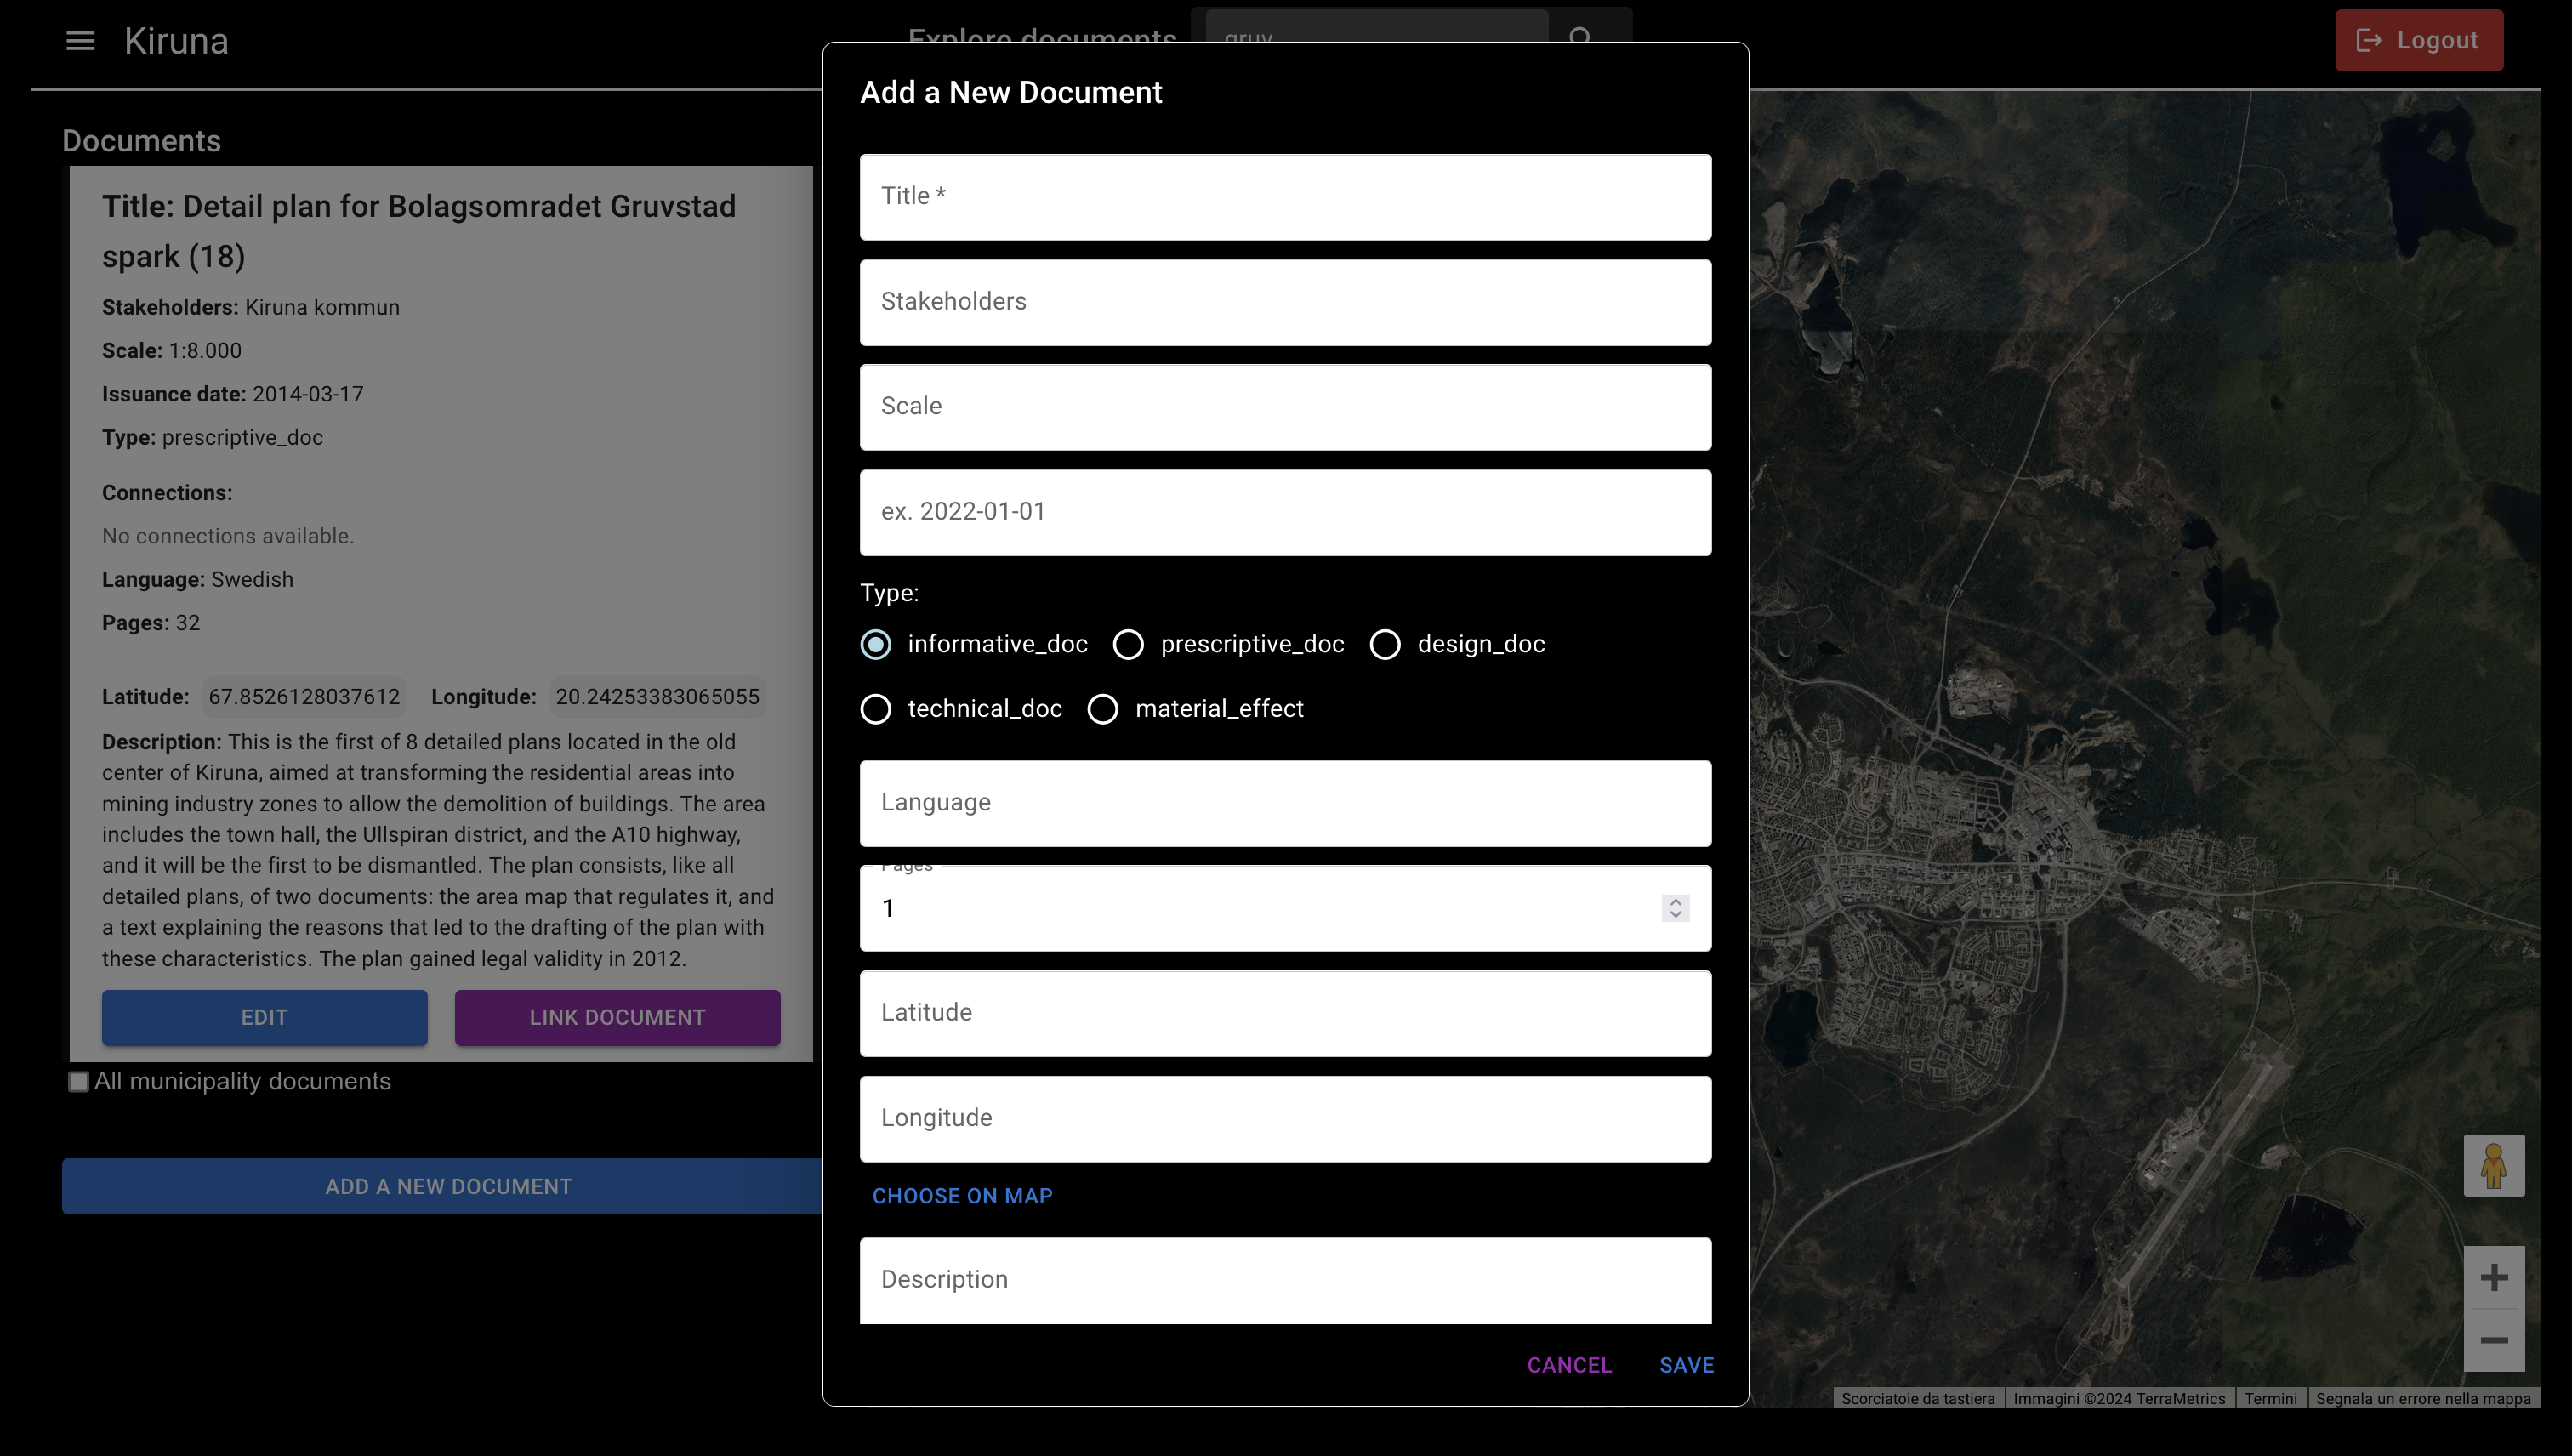 Kiruna
Explore documents
gruv
Logout
Documents
Title: Detail plan for Bolagsomradet Gruvstad
spark (18)
Stakeholders: Kiruna kommun
Scale: 1:8.000
Issuance date: 2014-03-17
Type: prescriptive_doc
Connections:
No connections available.
Language: Swedish
Pages: 32
Latitude: 67.8526128037612 Longitude: 20.24253383065055
Description: This is the first of 8 detailed plans located in the old
center of Kiruna, aimed at transforming the residential areas into
mining industry zones to allow the demolition of buildings. The area
includes the town hall, the Ullspiran district, and the A10 highway,
and it will be the first to be dismantled. The plan consists, like all
detailed plans, of two documents: the area map that regulates it, and
a text explaining the reasons that led to the drafting of the plan with
these characteristics. The plan gained legal validity in 2012.
EDIT
LINK DOCUMENT
All municipality documents
ADD A NEW DOCUMENT
Add a New Document
Title *
Stakeholders
Scale
ex. 2022-01-01
Type:
informative_doc prescriptive_doc design_doc
technical_doc material_effect
Language
Pages
1
Latitude
Longitude
CHOOSE ON MAP
Description
CANCEL SAVE
Scorciatoie da tastiera Immagini ©2024 TerraMetrics Termini Segnala un errore nella mappa